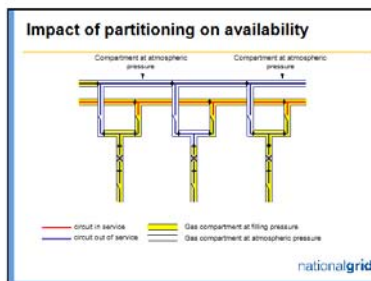 Impact of partitioning on availability
Compartment at atmospheric
pressure
Compartment at atmospheric
pressure
circuit in service
Gas compartment at filling pressure
circuit out of service
Gas compartment at atmospheric pressure
nationalgrid